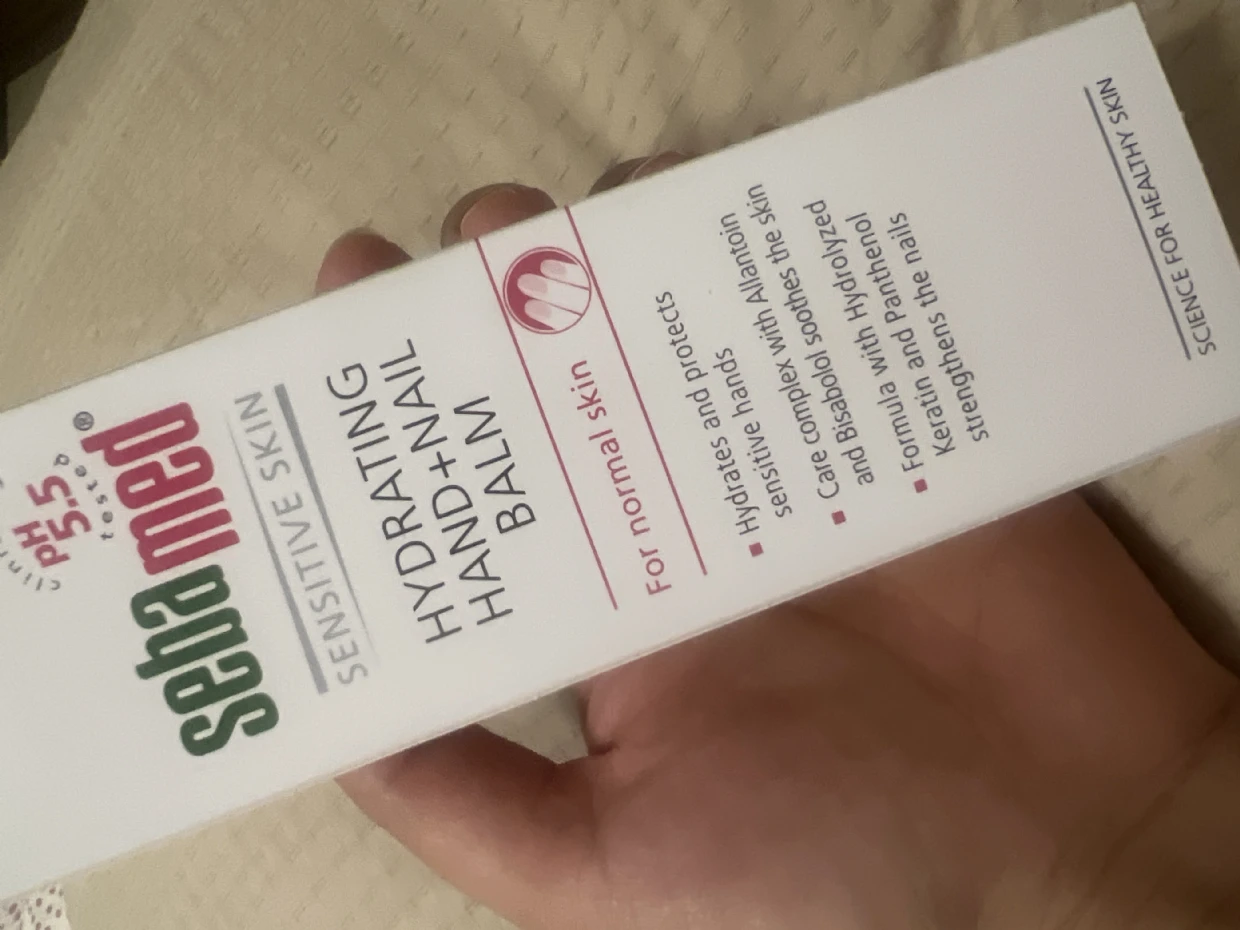 pH
5.5
tested
sebamed®
SENSITIVE SKIN
HYDRATING
HAND+NAIL
BALM
For normal skin
▪ Hydrates and protects
sensitive hands
▪ Care complex with Allantoin
and Bisabolol soothes the skin
▪ Formula with Hydrolyzed
Keratin and Panthenol
strengthens the nails
SCIENCE FOR HEALTHY SKIN